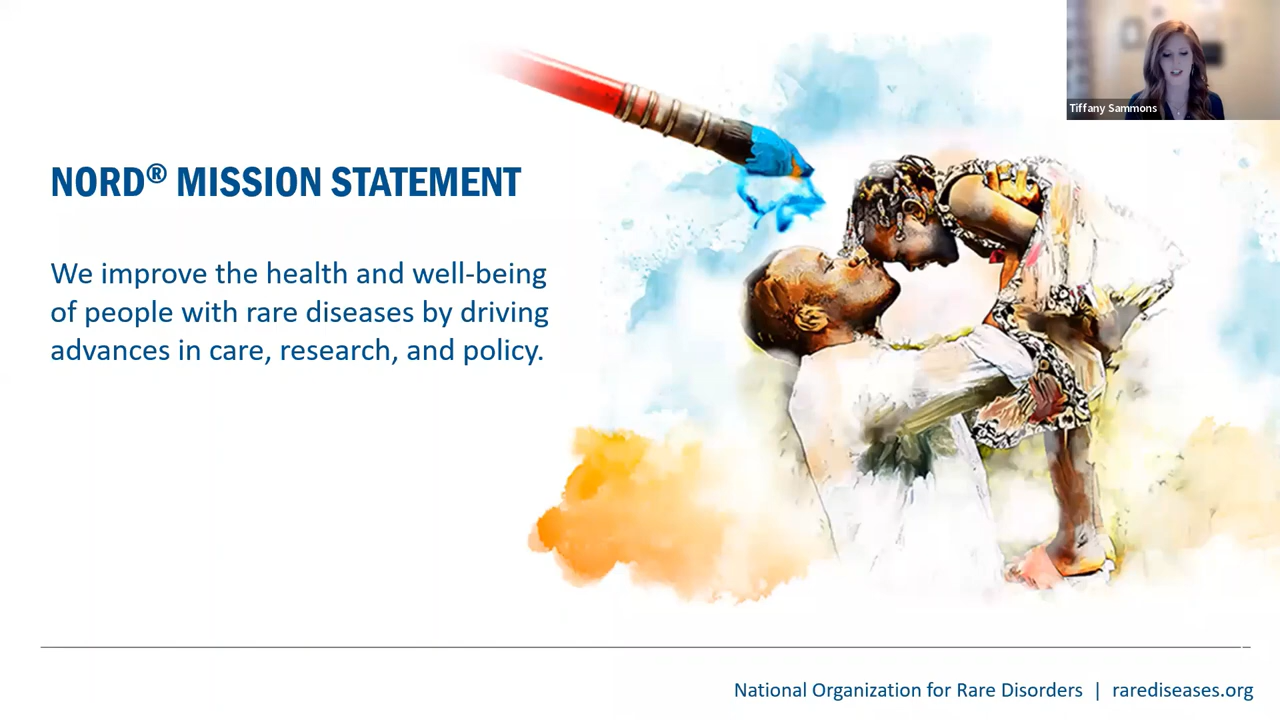 Tiffany Sammons
NORD® MISSION STATEMENT
We improve the health and well-being
of people with rare diseases by driving
advances in care, research, and policy.
National Organization for Rare Disorders | rarediseases.org